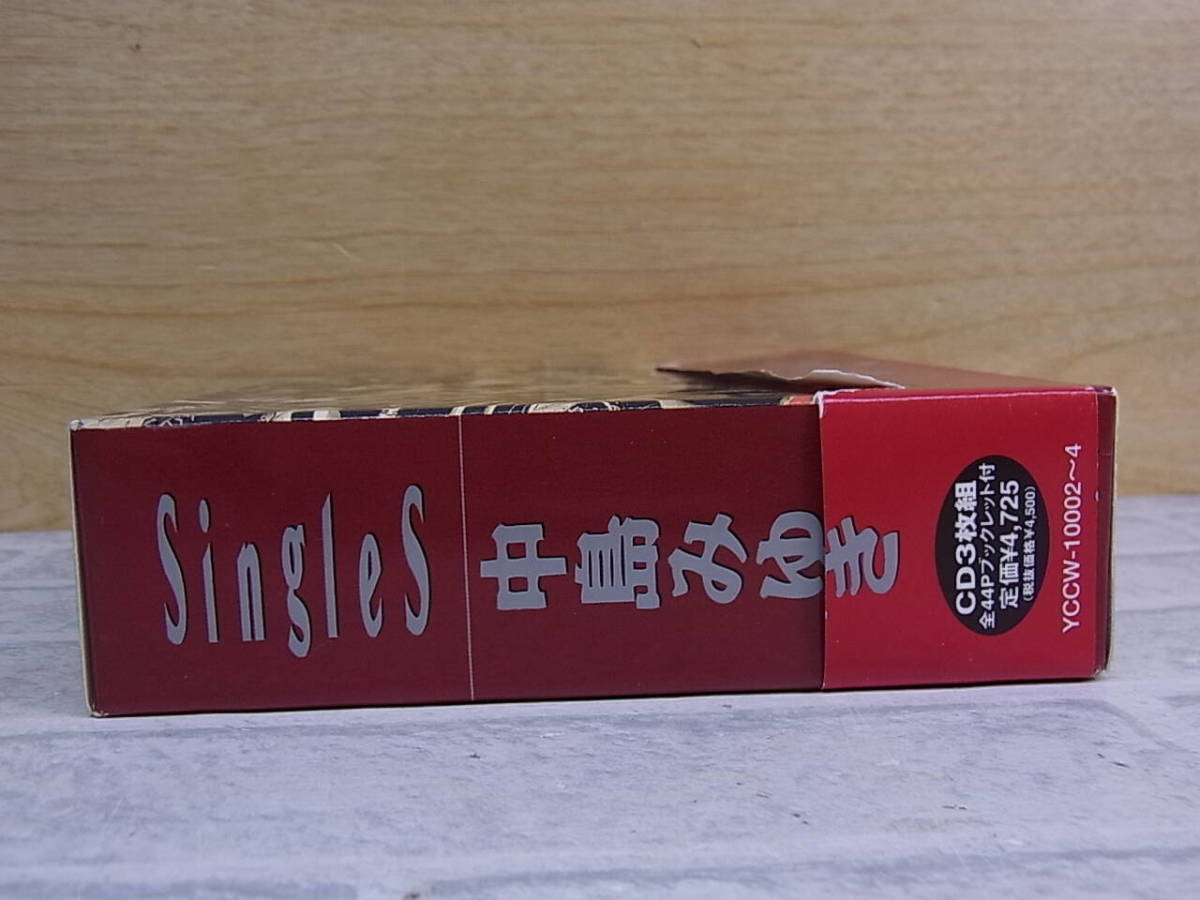 Singles
中島みゆき
CD3枚組
全44Pブックレット付
定価¥4,725
(税抜価格¥4,500)
YCCW-10002〜4